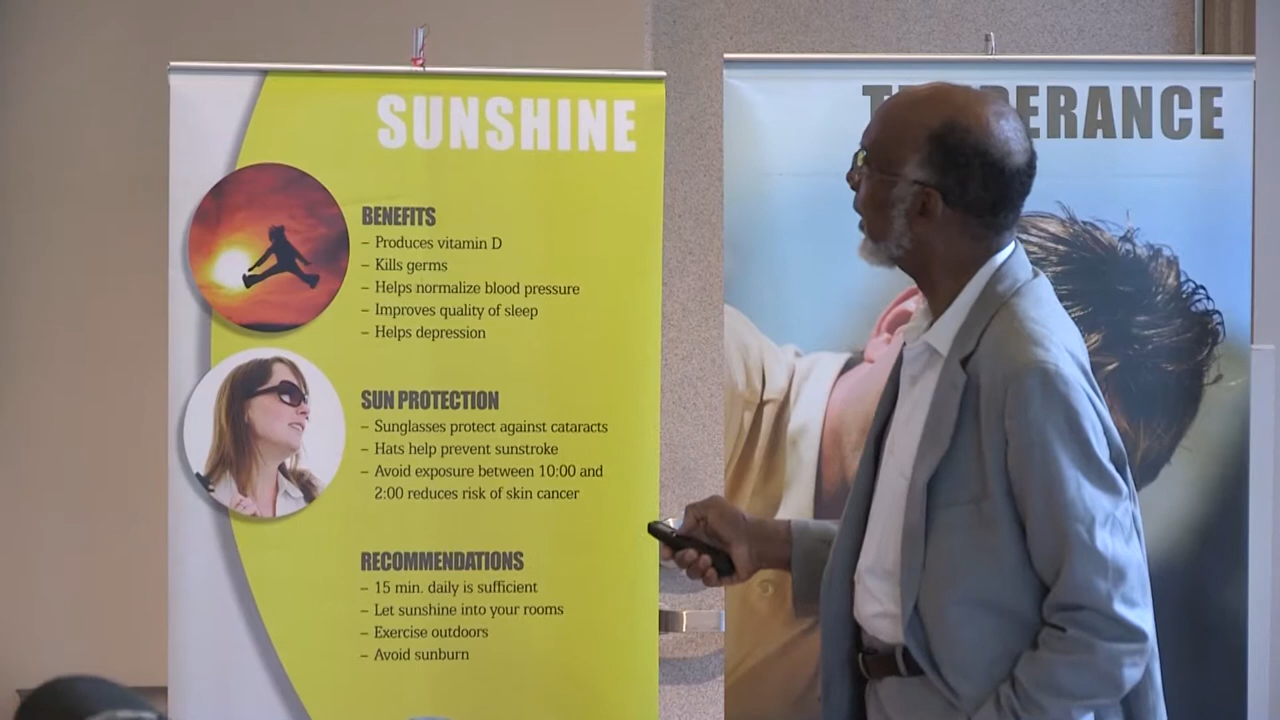 SUNSHINE
BENEFITS
– Produces vitamin D
– Kills germs
– Helps normalize blood pressure
– Improves quality of sleep
– Helps depression
SUN PROTECTION
– Sunglasses protect against cataracts
– Hats help prevent sunstroke
– Avoid exposure between 10:00 and
2:00 reduces risk of skin cancer
RECOMMENDATIONS
– 15 min. daily is sufficient
– Let sunshine into your rooms
– Exercise outdoors
– Avoid sunburn